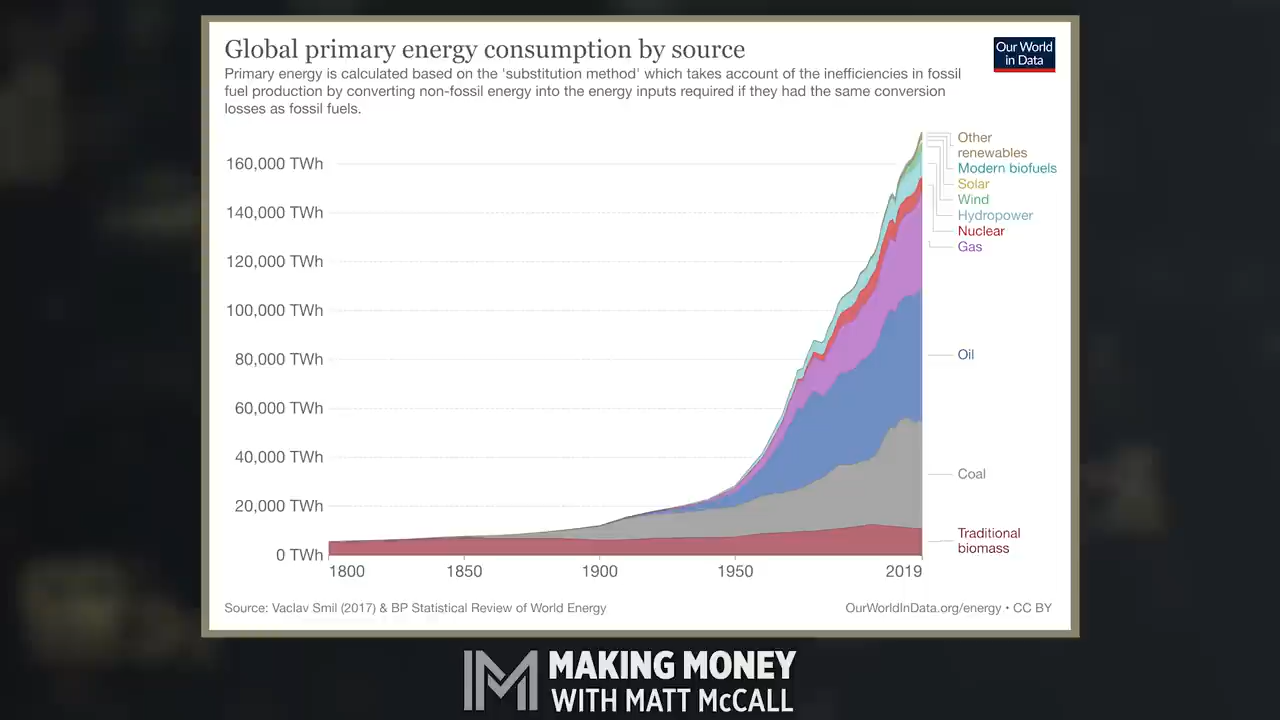 Global primary energy consumption by source
Our World
in Data
Primary energy is calculated based on the 'substitution method' which takes account of the inefficiencies in fossil
fuel production by converting non-fossil energy into the energy inputs required if they had the same conversion
losses as fossil fuels.
160,000 TWh
140,000 TWh
120,000 TWh
100,000 TWh
80,000 TWh
60,000 TWh
40,000 TWh
20,000 TWh
0 TWh
1800
1850
1900
1950
2019
Other
renewables
Modern biofuels
Solar
Wind
Hydropower
Nuclear
Gas
Oil
Coal
Traditional
biomass
Source: Vaclav Smil (2017) & BP Statistical Review of World Energy
OurWorldInData.org/energy • CC BY
MAKING MONEY
WITH MATT McCALL